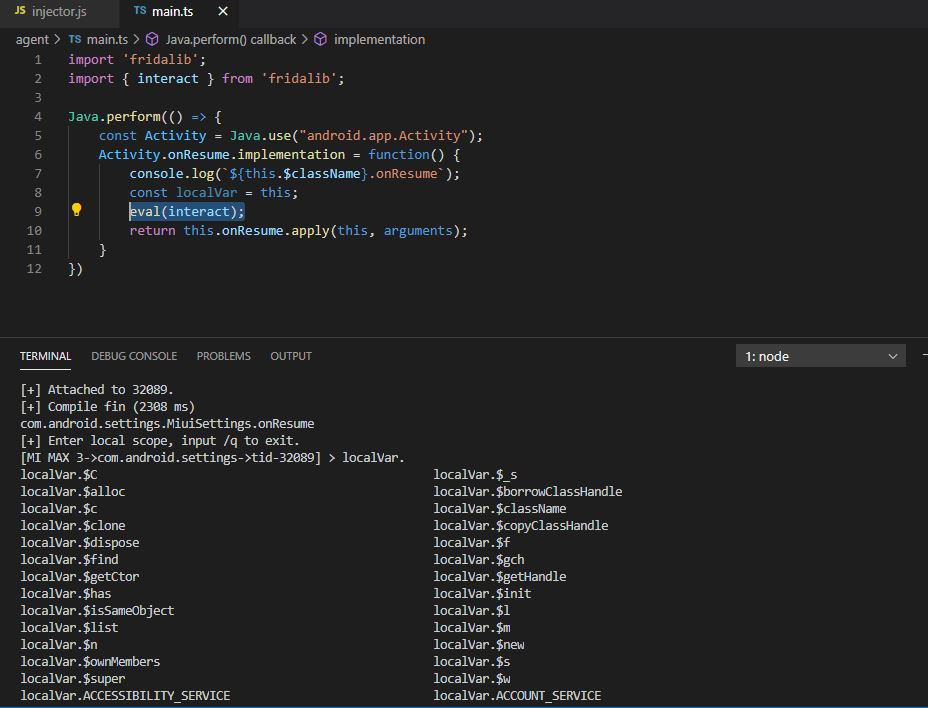 JS injector.js TS main.ts ×
agent > TS main.ts > Java.perform() callback > implementation
1 import 'fridalib';
2 import { interact } from 'fridalib';
3
4 Java.perform(() => {
5 const Activity = Java.use("android.app.Activity");
6 Activity.onResume.implementation = function() {
7 console.log(`${this.$className}.onResume`);
8 const localVar = this;
9 eval(interact);
10 return this.onResume.apply(this, arguments);
11 }
12 })
TERMINAL DEBUG CONSOLE PROBLEMS OUTPUT 1: node
[+] Attached to 32089.
[+] Compile fin (2308 ms)
com.android.settings.MiuiSettings.onResume
[+] Enter local scope, input /q to exit.
[MI MAX 3->com.android.settings->tid-32089] > localVar.
localVar.$C localVar.$_s
localVar.$alloc localVar.$borrowClassHandle
localVar.$c localVar.$className
localVar.$clone localVar.$copyClassHandle
localVar.$dispose localVar.$f
localVar.$find localVar.$gch
localVar.$getCtor localVar.$getHandle
localVar.$has localVar.$init
localVar.$isSameObject localVar.$l
localVar.$list localVar.$m
localVar.$n localVar.$new
localVar.$ownMembers localVar.$s
localVar.$super localVar.$w
localVar.ACCESSIBILITY_SERVICE localVar.ACCOUNT_SERVICE